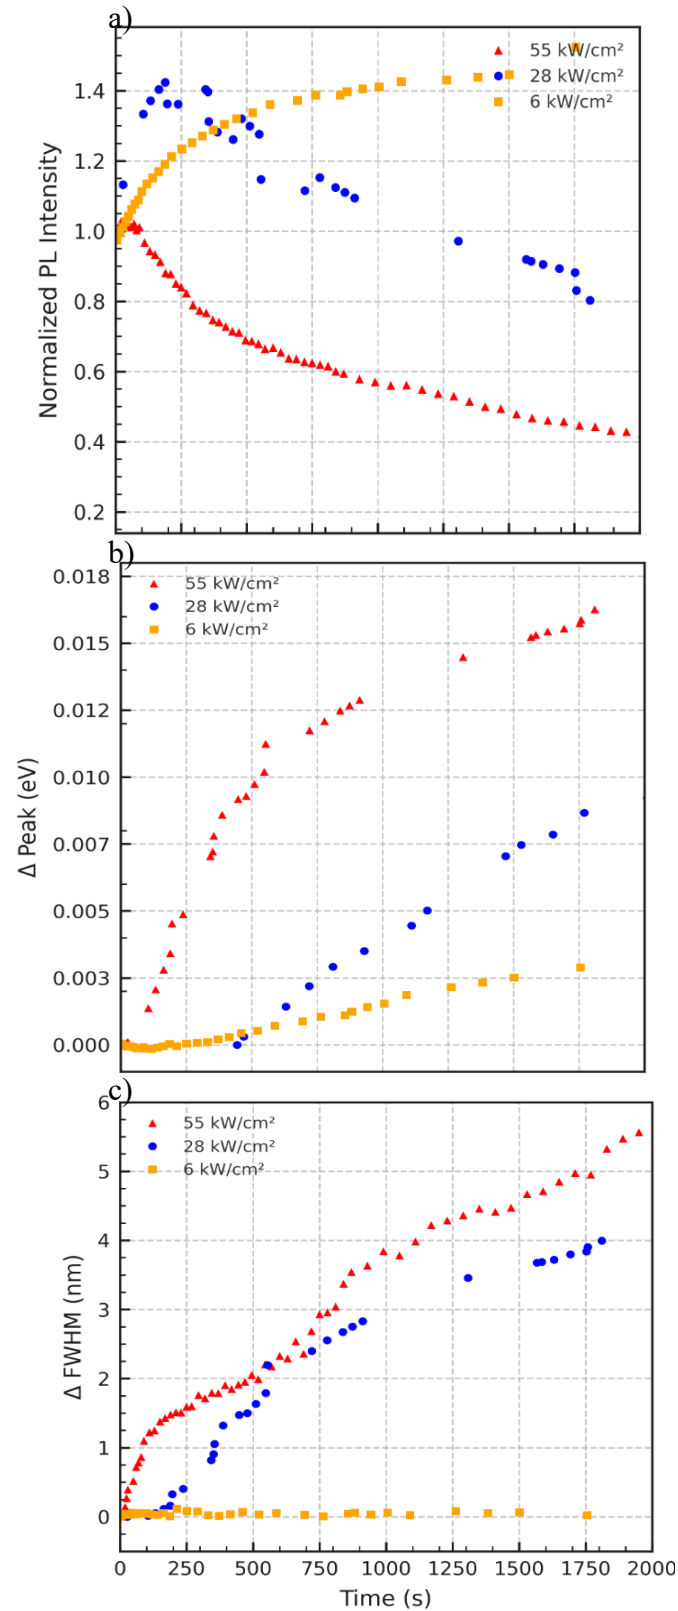 a)
55 kW/cm²
28 kW/cm²
6 kW/cm²
1.4
1.2
1.0
0.8
0.6
0.4
0.2
Normalized PL Intensity
b)
0.018
55 kW/cm²
28 kW/cm²
6 kW/cm²
0.015
0.012
0.010
0.007
0.005
0.003
0.000
Δ Peak (eV)
c)
6
55 kW/cm²
28 kW/cm²
6 kW/cm²
5
4
3
2
1
0
Δ FWHM (nm)
0 250 500 750 1000 1250 1500 1750 2000
Time (s)